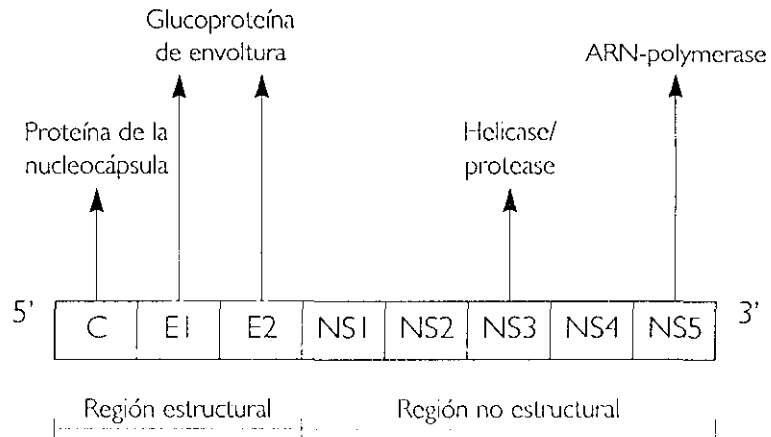 Glucoproteína
de envoltura
ARN-polymerase
Proteína de la
nucleocápsula
Helicase/
protease
5' C E1 E2 NS1 NS2 NS3 NS4 NS5 3'
Región estructural Región no estructural